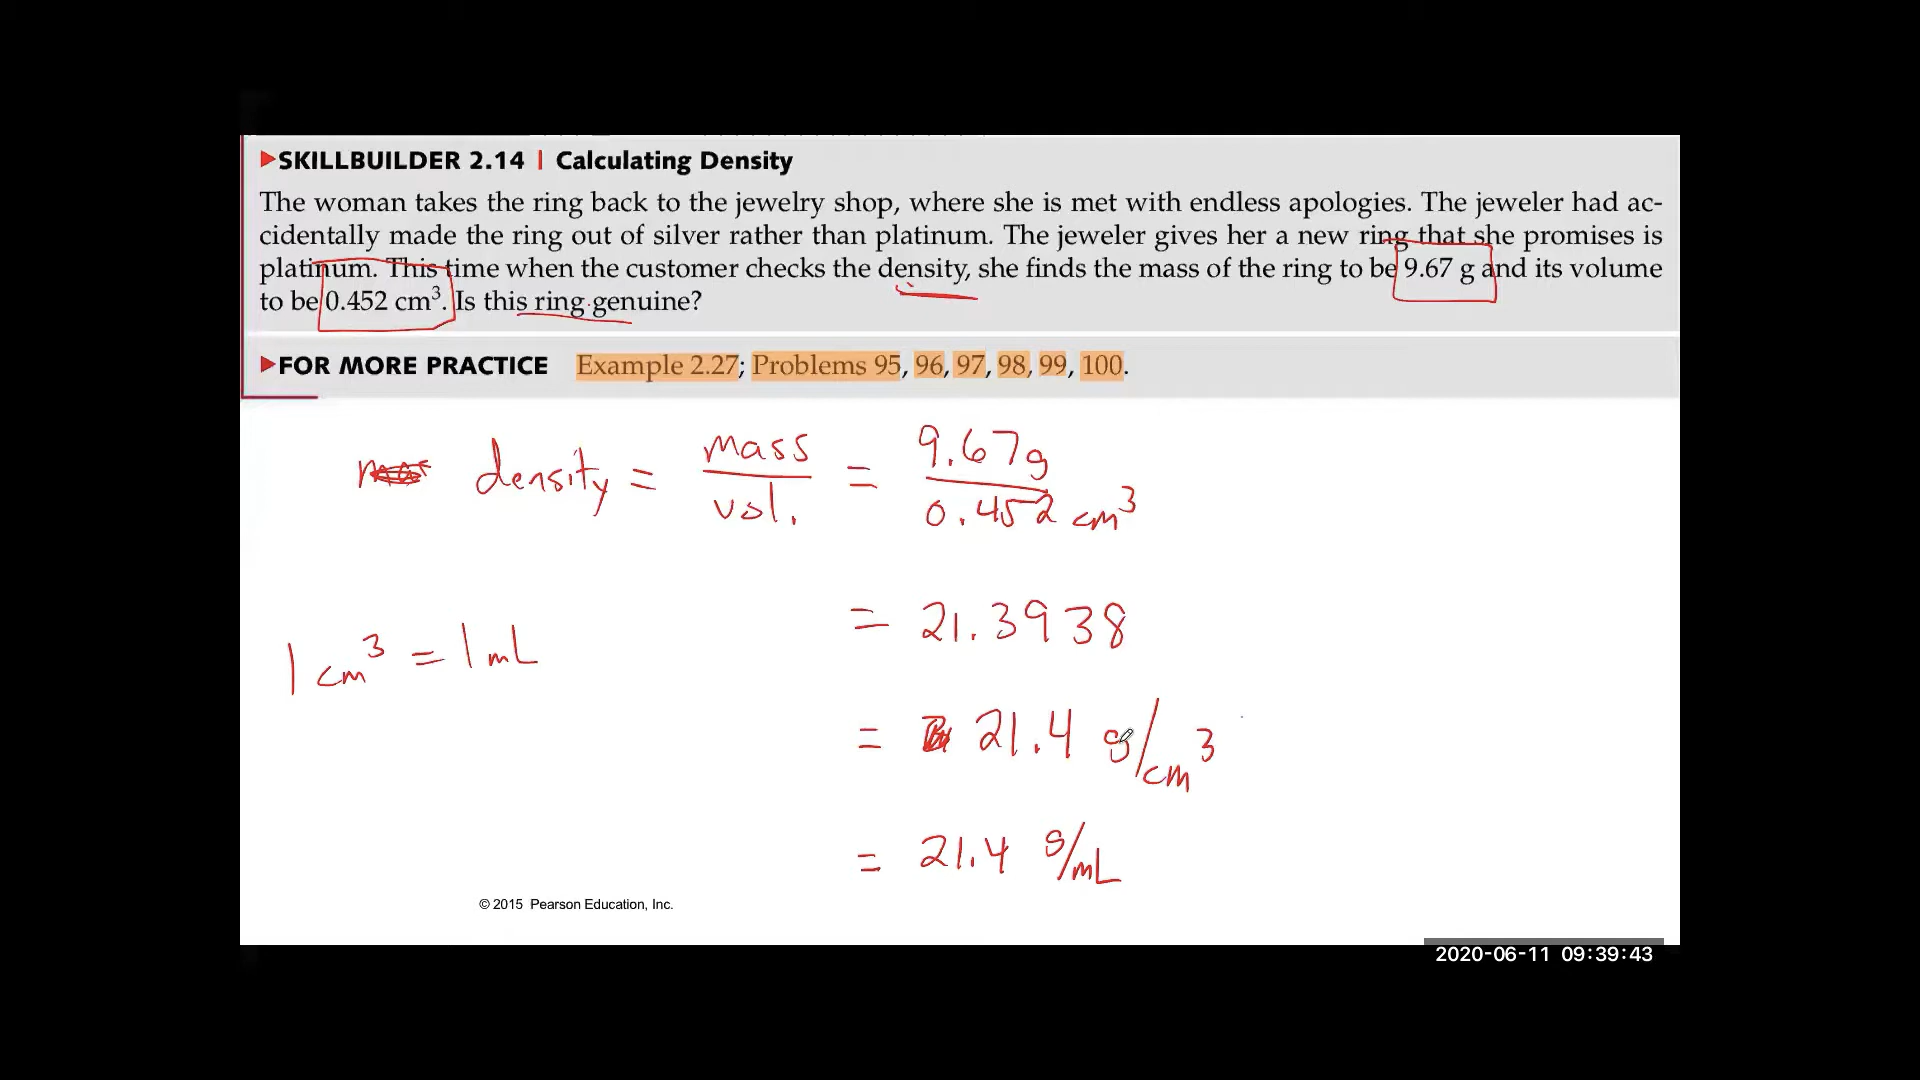 ▶SKILLBUILDER 2.14 | Calculating Density
The woman takes the ring back to the jewelry shop, where she is met with endless apologies. The jeweler had ac-
cidentally made the ring out of silver rather than platinum. The jeweler gives her a new ring that she promises is
platinum. This time when the customer checks the density, she finds the mass of the ring to be 9.67 g and its volume
to be 0.452 cm³. Is this ring genuine?
▶FOR MORE PRACTICE Example 2.27; Problems 95, 96, 97, 98, 99, 100.
density = mass / vol. = 9.67g / 0.452 cm³
= 21.3938
1 cm³ = 1 mL
= 21.4 g/cm³
= 21.4 g/mL
© 2015 Pearson Education, Inc.
2020-06-11 09:39:43